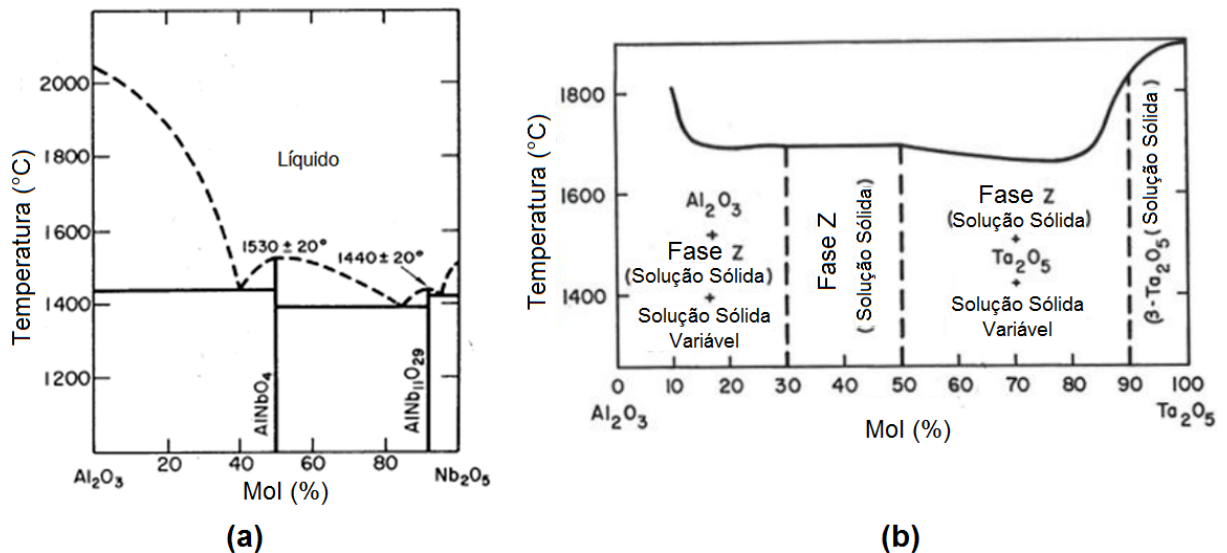 Temperatura (°C)
2000
1800
1600
1400
1200
Líquido
1530 ± 20°
1440 ± 20°
AlNbO4
AlNb11O29
20
40
60
80
Al2O3
Mol (%)
Nb2O5
(a)
Temperatura (°C)
1800
1600
1400
Al2O3
+
Fase Z
(Solução Sólida)
+
Solução Sólida
Variável
Fase Z
(Solução Sólida)
Fase Z
(Solução Sólida)
+
Ta2O5
+
Solução Sólida
Variável
(β-Ta2O5 (Solução Sólida)
0
10
20
30
40
50
60
70
80
90
100
Al2O3
Mol (%)
Ta2O5
(b)